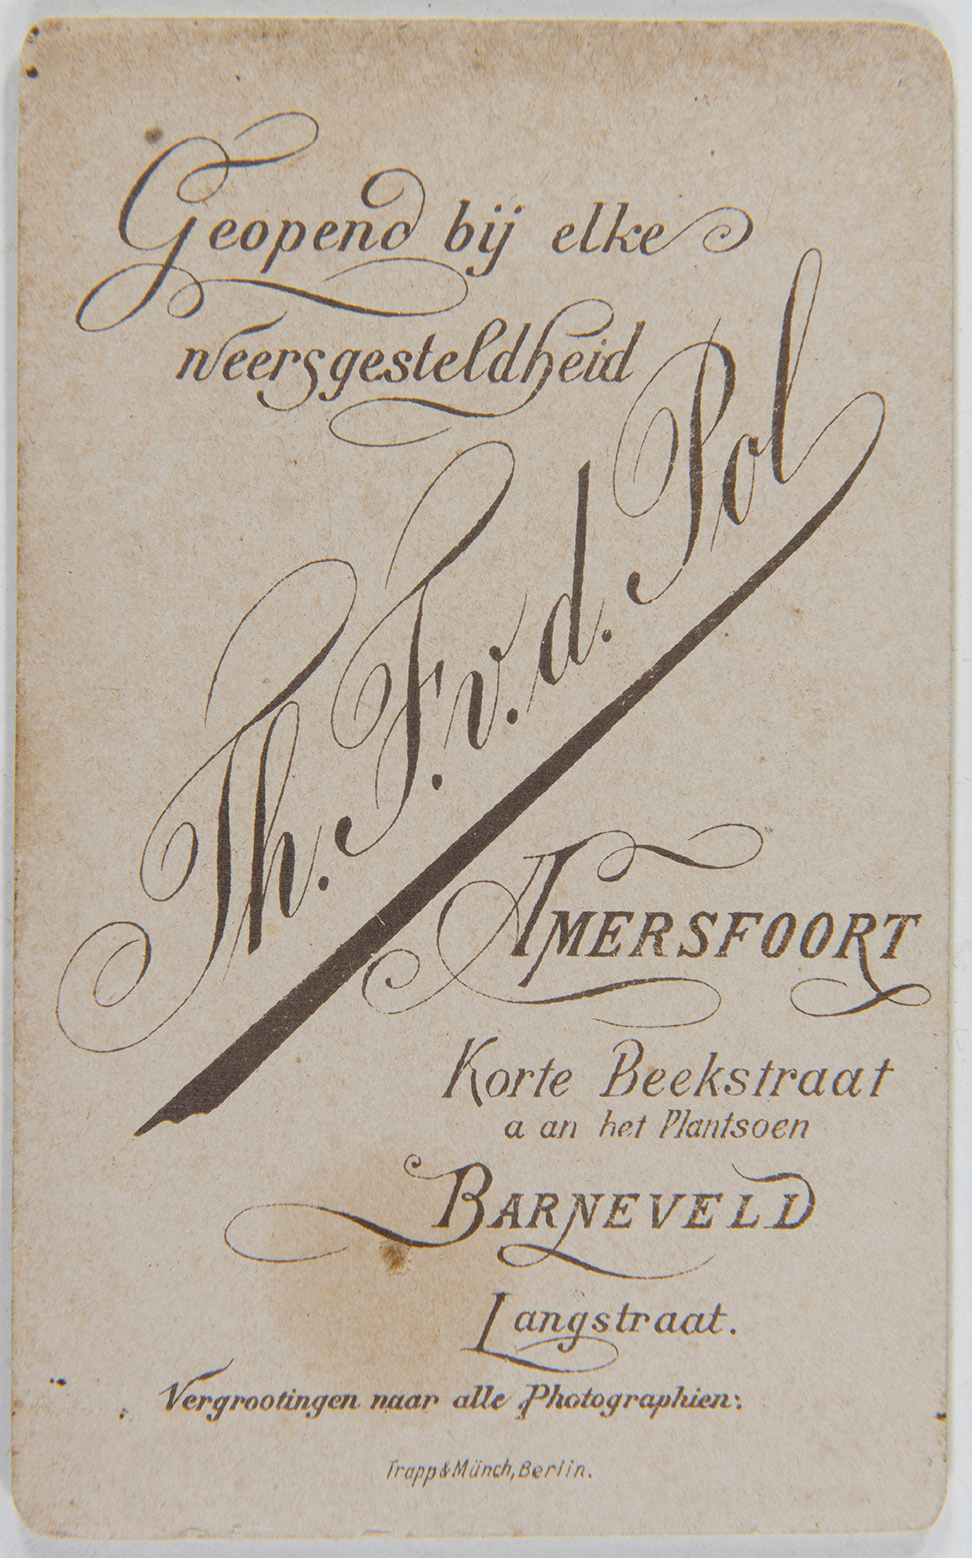 Geopend bij elke
weersgesteldheid
Th. F. v. d. Pol
AMERSFOORT
Korte Beekstraat
a an het Plantsoen
BARNEVELD
Langstraat.
Vergrootingen naar alle Photographien:
Trapp & Münch, Berlin.